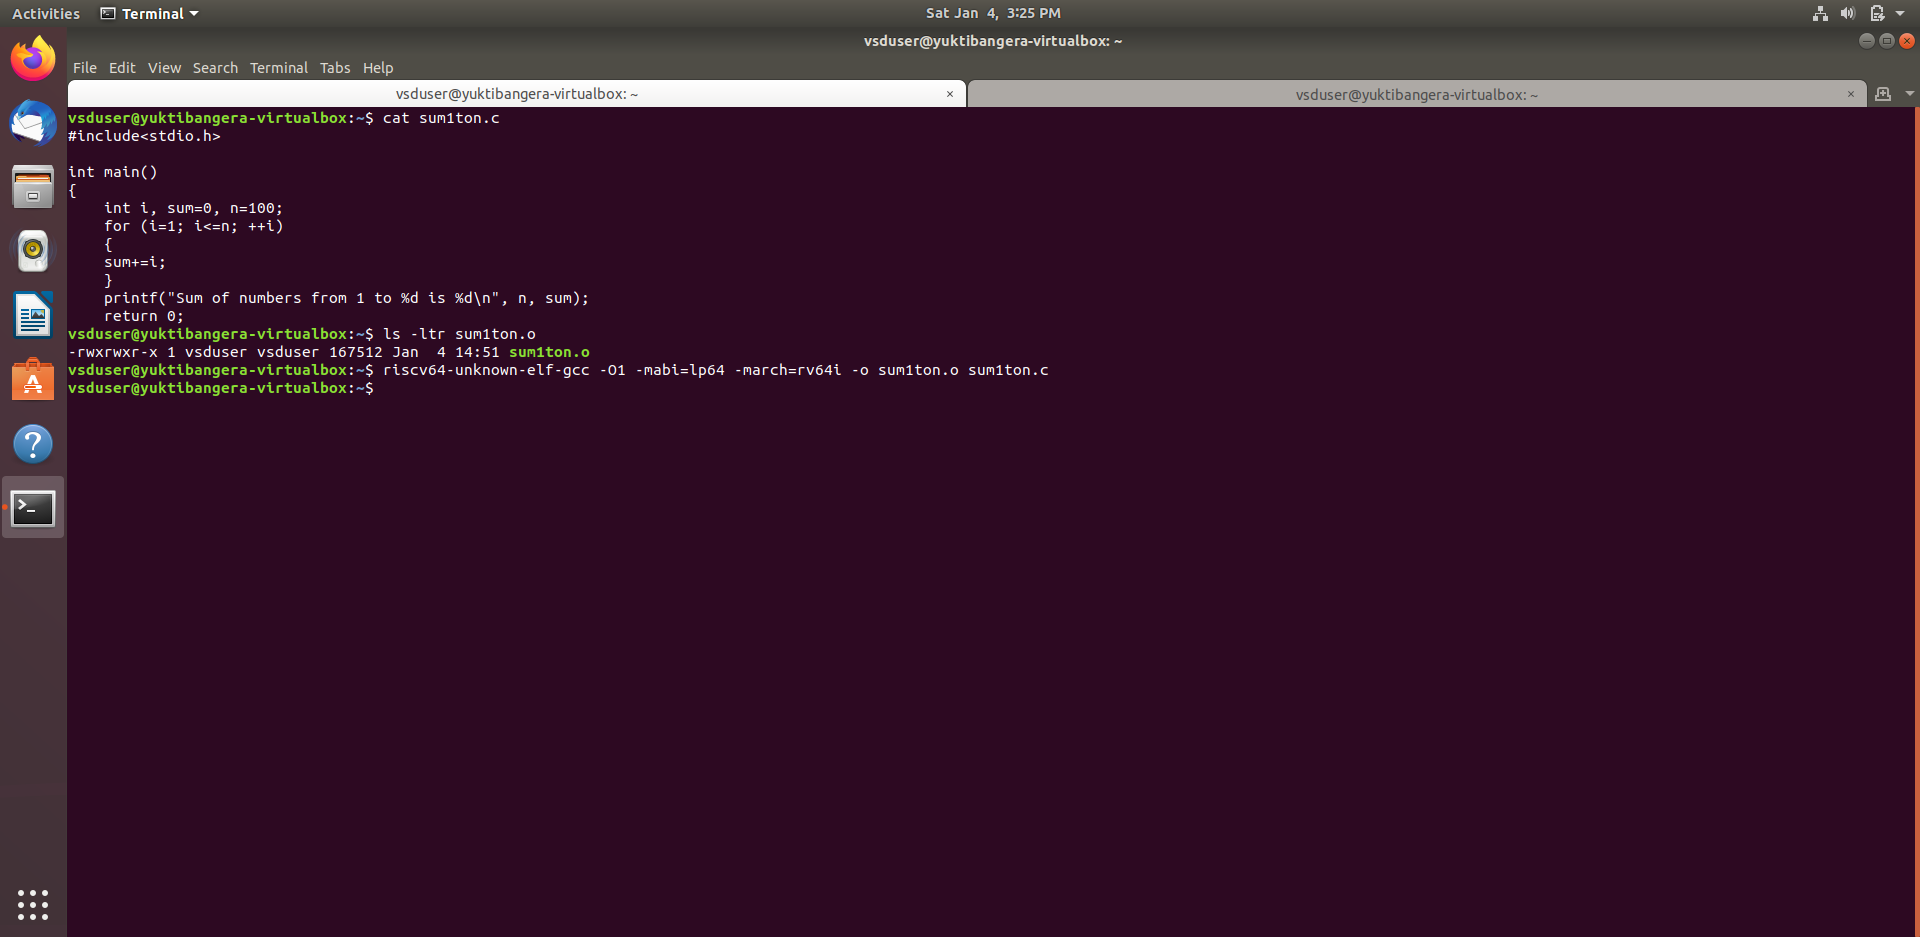 Activities Terminal Sat Jan 4, 3:25 PM
vsduser@yuktibangera-virtualbox: ~
File Edit View Search Terminal Tabs Help
vsduser@yuktibangera-virtualbox: ~ × vsduser@yuktibangera-virtualbox: ~ ×
vsduser@yuktibangera-virtualbox:~$ cat sum1ton.c
#include<stdio.h>
int main()
{
    int i, sum=0, n=100;
    for (i=1; i<=n; ++i)
    {
    sum+=i;
    }
    printf("Sum of numbers from 1 to %d is %d\n", n, sum);
    return 0;
vsduser@yuktibangera-virtualbox:~$ ls -ltr sum1ton.o
-rwxrwxr-x 1 vsduser vsduser 167512 Jan  4 14:51 sum1ton.o
vsduser@yuktibangera-virtualbox:~$ riscv64-unknown-elf-gcc -O1 -mabi=lp64 -march=rv64i -o sum1ton.o sum1ton.c
vsduser@yuktibangera-virtualbox:~$